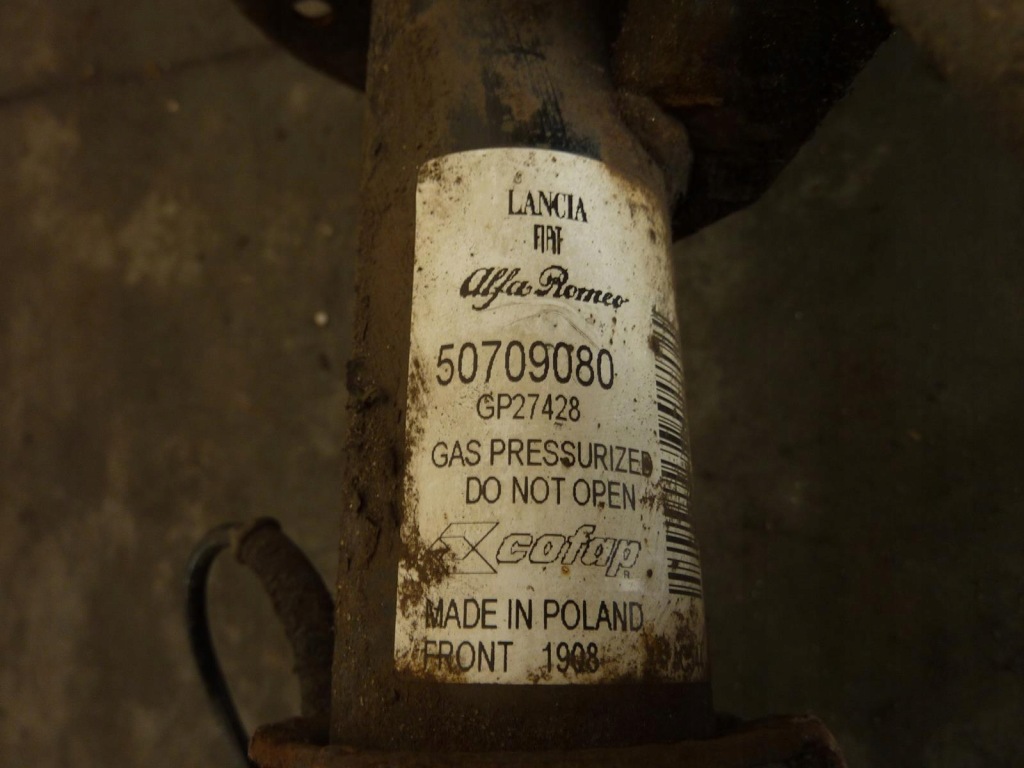 LANCIA
FIAT
Alfa Romeo
50709080
GP27428
GAS PRESSURIZED
DO NOT OPEN
cofap
MADE IN POLAND
FRONT 1908